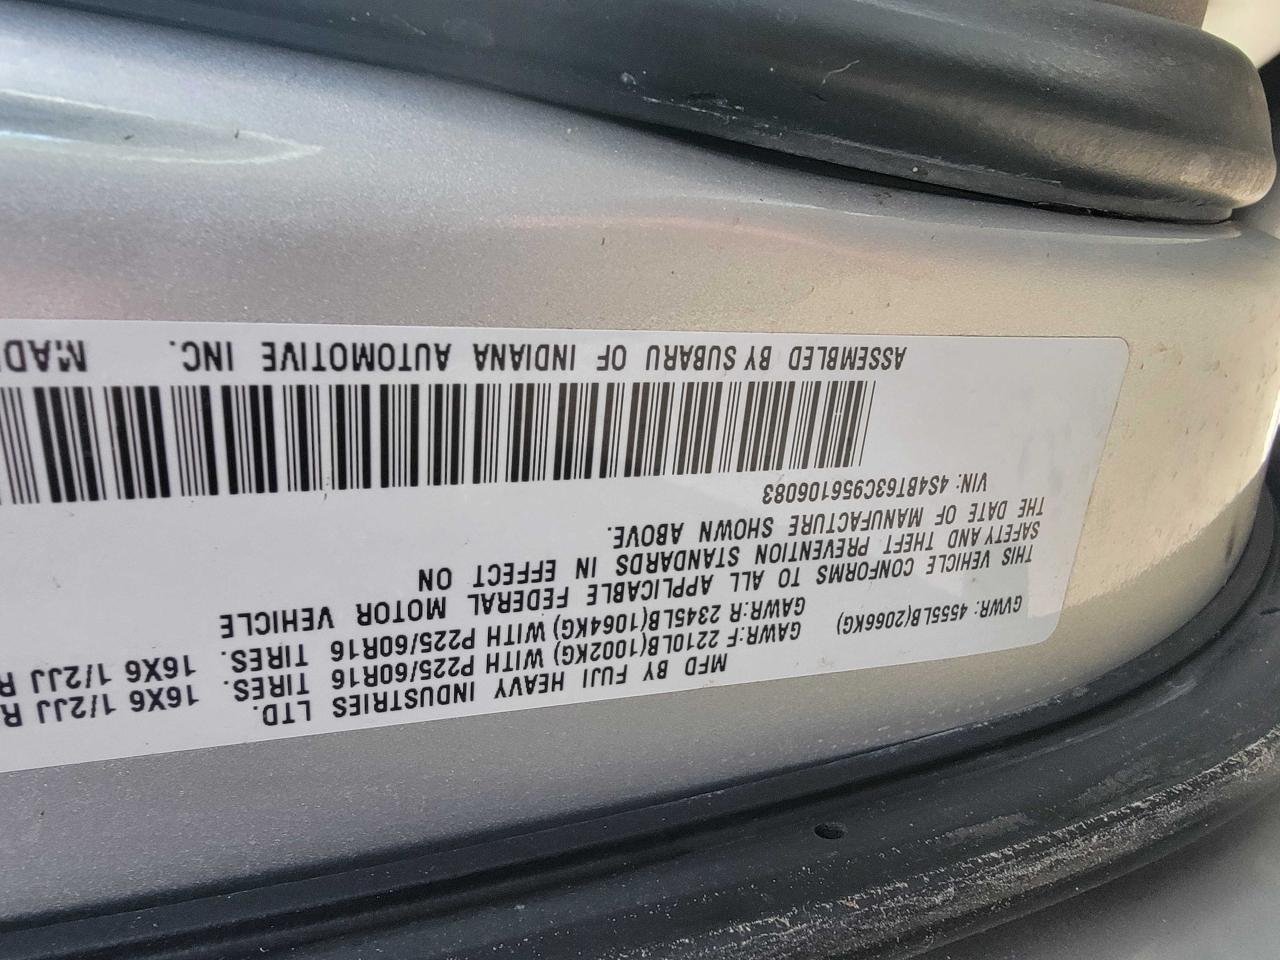 MFD BY FUJI HEAVY INDUSTRIES LTD.
GVWR: 4555LB(2066KG) GAWR:F 2210LB(1002KG) WITH P225/60R16 TIRES. 16X6 1/2JJ R
GAWR:R 2345LB(1064KG) WITH P225/60R16 TIRES. 16X6 1/2JJ R
THIS VEHICLE CONFORMS TO ALL APPLICABLE FEDERAL MOTOR VEHICLE
SAFETY AND THEFT PREVENTION STANDARDS IN EFFECT ON
THE DATE OF MANUFACTURE SHOWN ABOVE.
VIN: 4S4BT63C956106083
ASSEMBLED BY SUBARU OF INDIANA AUTOMOTIVE INC. MADE